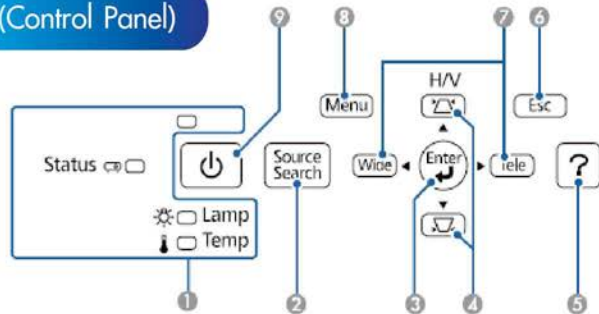 (Control Panel)
9
8
7
6
H/V
Menu
Esc
Status
Source
Search
Wide
Enter
Tele
?
Lamp
Temp
1
2
3
4
5